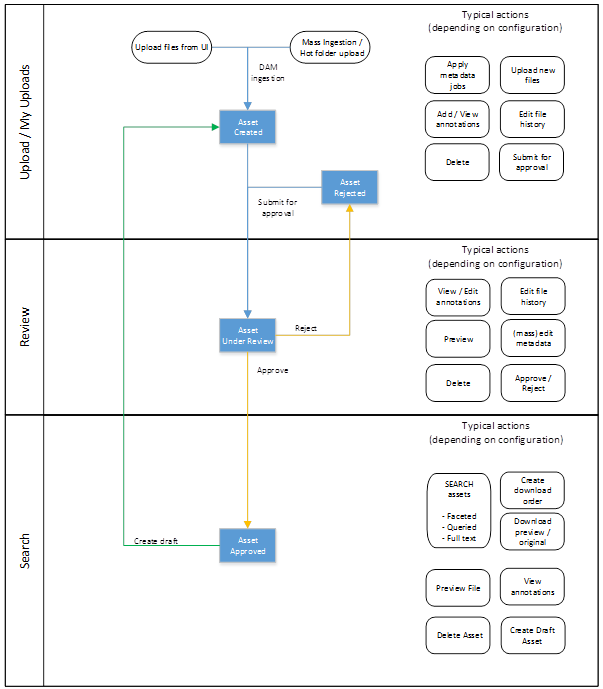 Upload / My Uploads
Upload files from UI
Mass Ingestion /
Hot folder upload
DAM
ingestion
Asset
Created
Asset
Rejected
Submit for
approval
Typical actions
(depending on configuration)
Apply
metadata
jobs
Upload new
files
Add / View
annotations
Edit file
history
Delete
Submit for
approval
Review
Asset
Under Review
Reject
Approve
Typical actions
(depending on configuration)
View / Edit
annotations
Edit file
history
Preview
(mass) edit
metadata
Delete
Approve /
Reject
Search
Create draft
Asset
Approved
Typical actions
(depending on configuration)
SEARCH
assets
- Faceted
- Queried
- Full text
Create
download
order
Download
preview /
original
Preview File
View
annotations
Delete Asset
Create Draft
Asset